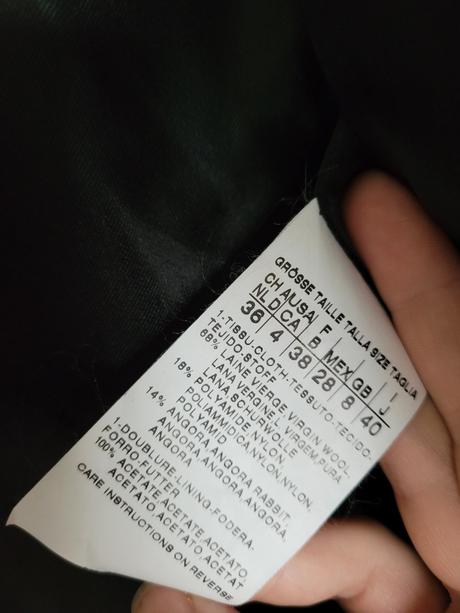 GRÖSSE TAILLE TALLA SIZE TAGLIA
CH A USA F I
NL D CA B MEX GB J
36 4 38 28 8 40
1-TISSU-CLOTH-TESSUTO-TECIDO-
TEJIDO-STOFF
68% LAINE VIERGE VIRGIN WOOL
LANA VERGINE,L VIRGEM,PURA
LANA SCHURWOLLE
18% POLYAMIDE,NYLON,
POLIAMMIDICA,NYLON,NYLON,
POLYAMID
14% ANGORA,ANGORA RABBIT,
ANGORA,ANGORA,ANGORA,
ANGORA
1-DOUBLURE-LINING-FODERA-
FORRO-FUTTER
100% ACETATE,ACETATE,ACETATO,
ACETATO,ACETATO,ACETAT
CARE INSTRUCTIONS ON REVERSE